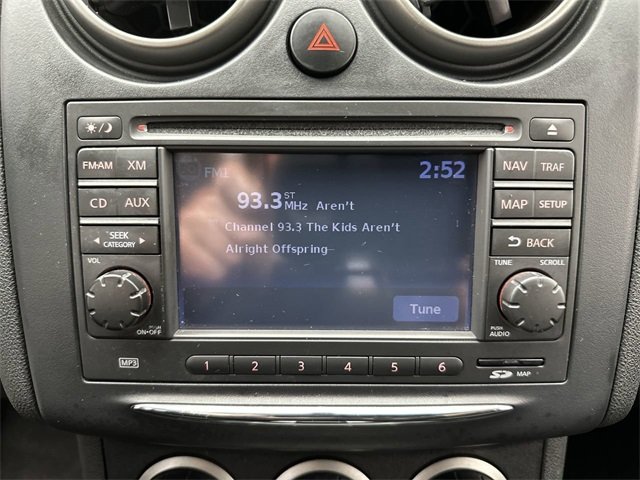 FM·AM XM
CD AUX
SEEK
CATEGORY
VOL
PUSH
ON•OFF
MP3
FM1 2:52
93.3 ST MHz Aren't
Channel 93.3 The Kids Aren't
Alright Offspring
Tune
NAV TRAF
MAP SETUP
BACK
TUNE SCROLL
PUSH
AUDIO
1 2 3 4 5 6
SD MAP